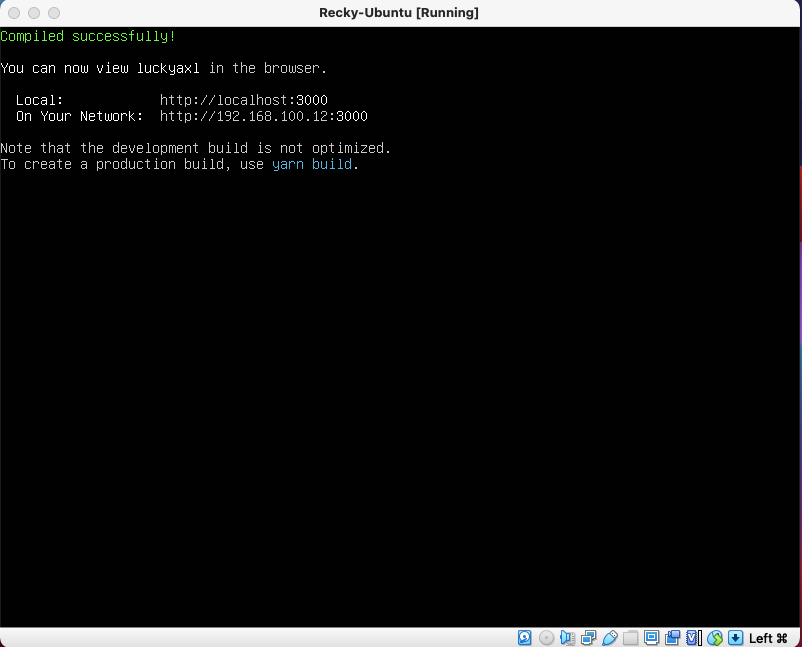 Recky-Ubuntu [Running]
Compiled successfully!
You can now view luckyaxl in the browser.
Local: http://localhost:3000
On Your Network: http://192.168.100.12:3000
Note that the development build is not optimized.
To create a production build, use yarn build.
Left ⌘